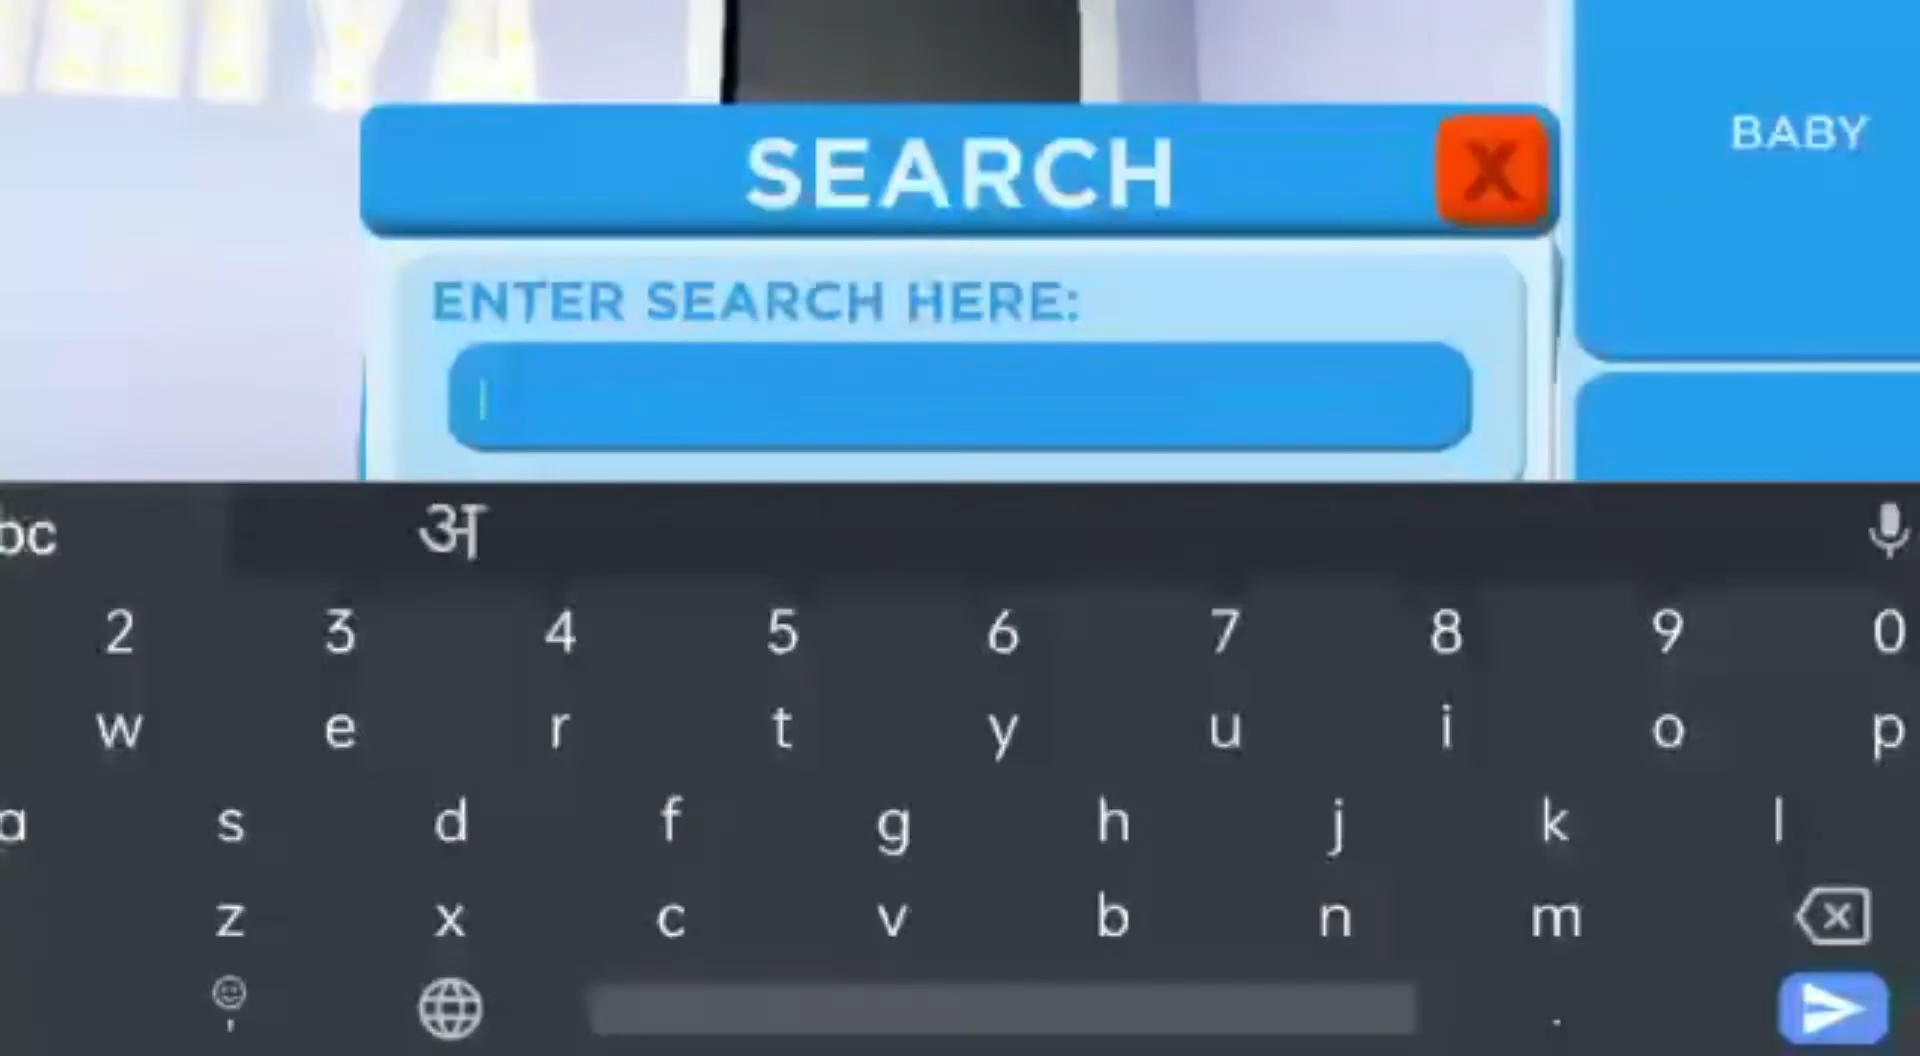 BABY
SEARCH
X
ENTER SEARCH HERE:
bc अ
2 3 4 5 6 7 8 9 0
w e r t y u i o p
a s d f g h j k l
z x c v b n m
, .